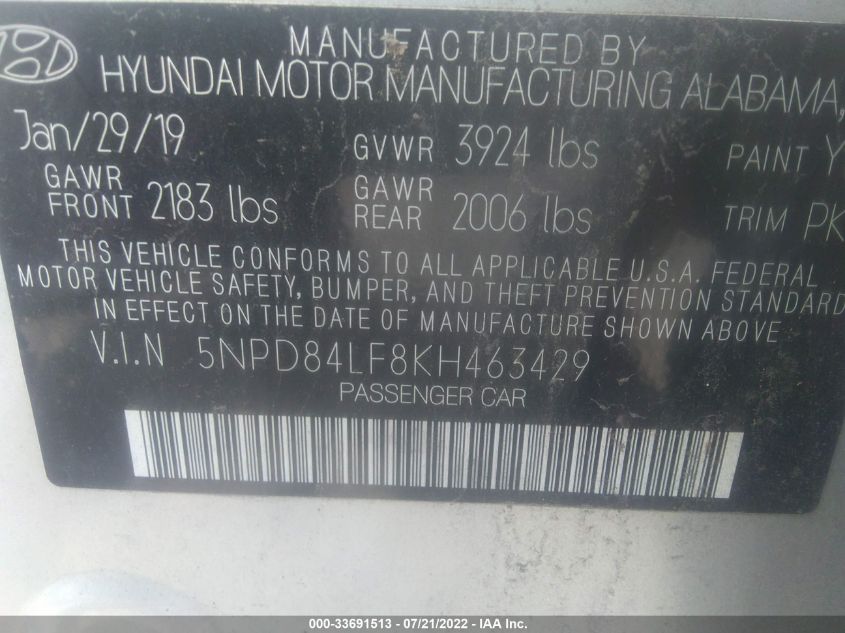 MANUFACTURED BY
HYUNDAI MOTOR MANUFACTURING ALABAMA,
Jan/29/19 GVWR 3924 lbs PAINT Y
GAWR FRONT 2183 lbs GAWR REAR 2006 lbs TRIM PK
THIS VEHICLE CONFORMS TO ALL APPLICABLE U.S.A. FEDERAL
MOTOR VEHICLE SAFETY, BUMPER, AND THEFT PREVENTION STANDARD
IN EFFECT ON THE DATE OF MANUFACTURE SHOWN ABOVE
V.I.N 5NPD84LF8KH463429
PASSENGER CAR
000-33691513 - 07/21/2022 - IAA Inc.